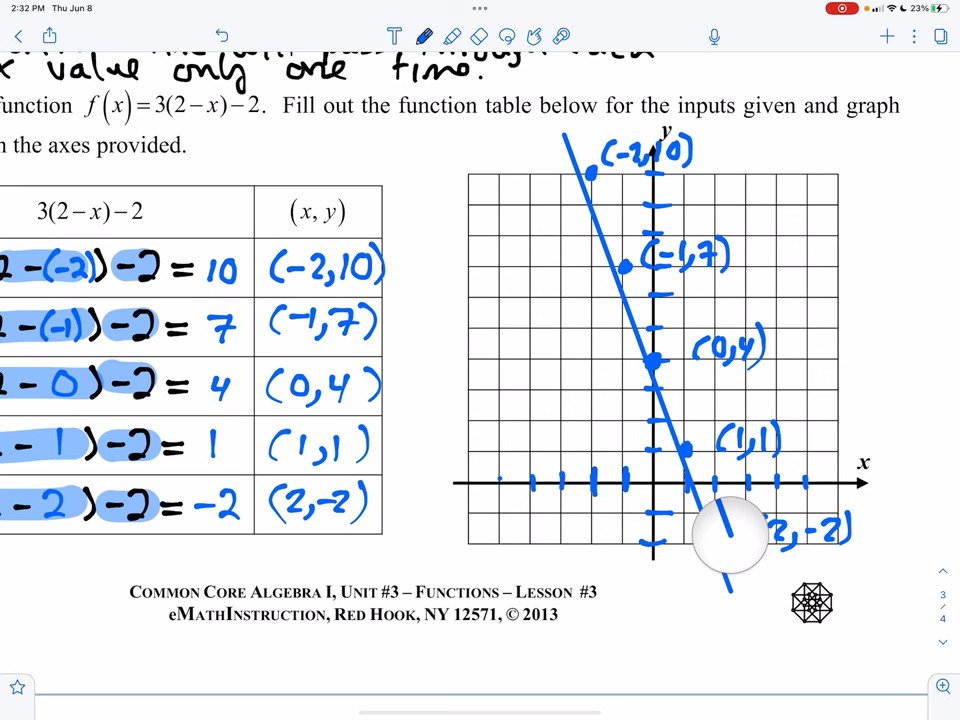 2:32 PM Thu Jun 8
23%
x value only one time.
function f(x) = 3(2 − x) − 2. Fill out the function table below for the inputs given and graph
n the axes provided.
3(2 − x) − 2 (x, y)
2 -(-2)) -2 = 10 (-2,10)
-(-1)) -2 = 7 (-1,7)
- 0) -2 = 4 (0,4)
- 1) -2 = 1 (1,1)
- 2) -2 = -2 (2,-2)
y
(-2,10)
(-1,7)
(0,4)
(1,1)
x
2,-2)
COMMON CORE ALGEBRA I, UNIT #3 – FUNCTIONS – LESSON #3
eMATHINSTRUCTION, RED HOOK, NY 12571, © 2013
3
/
4